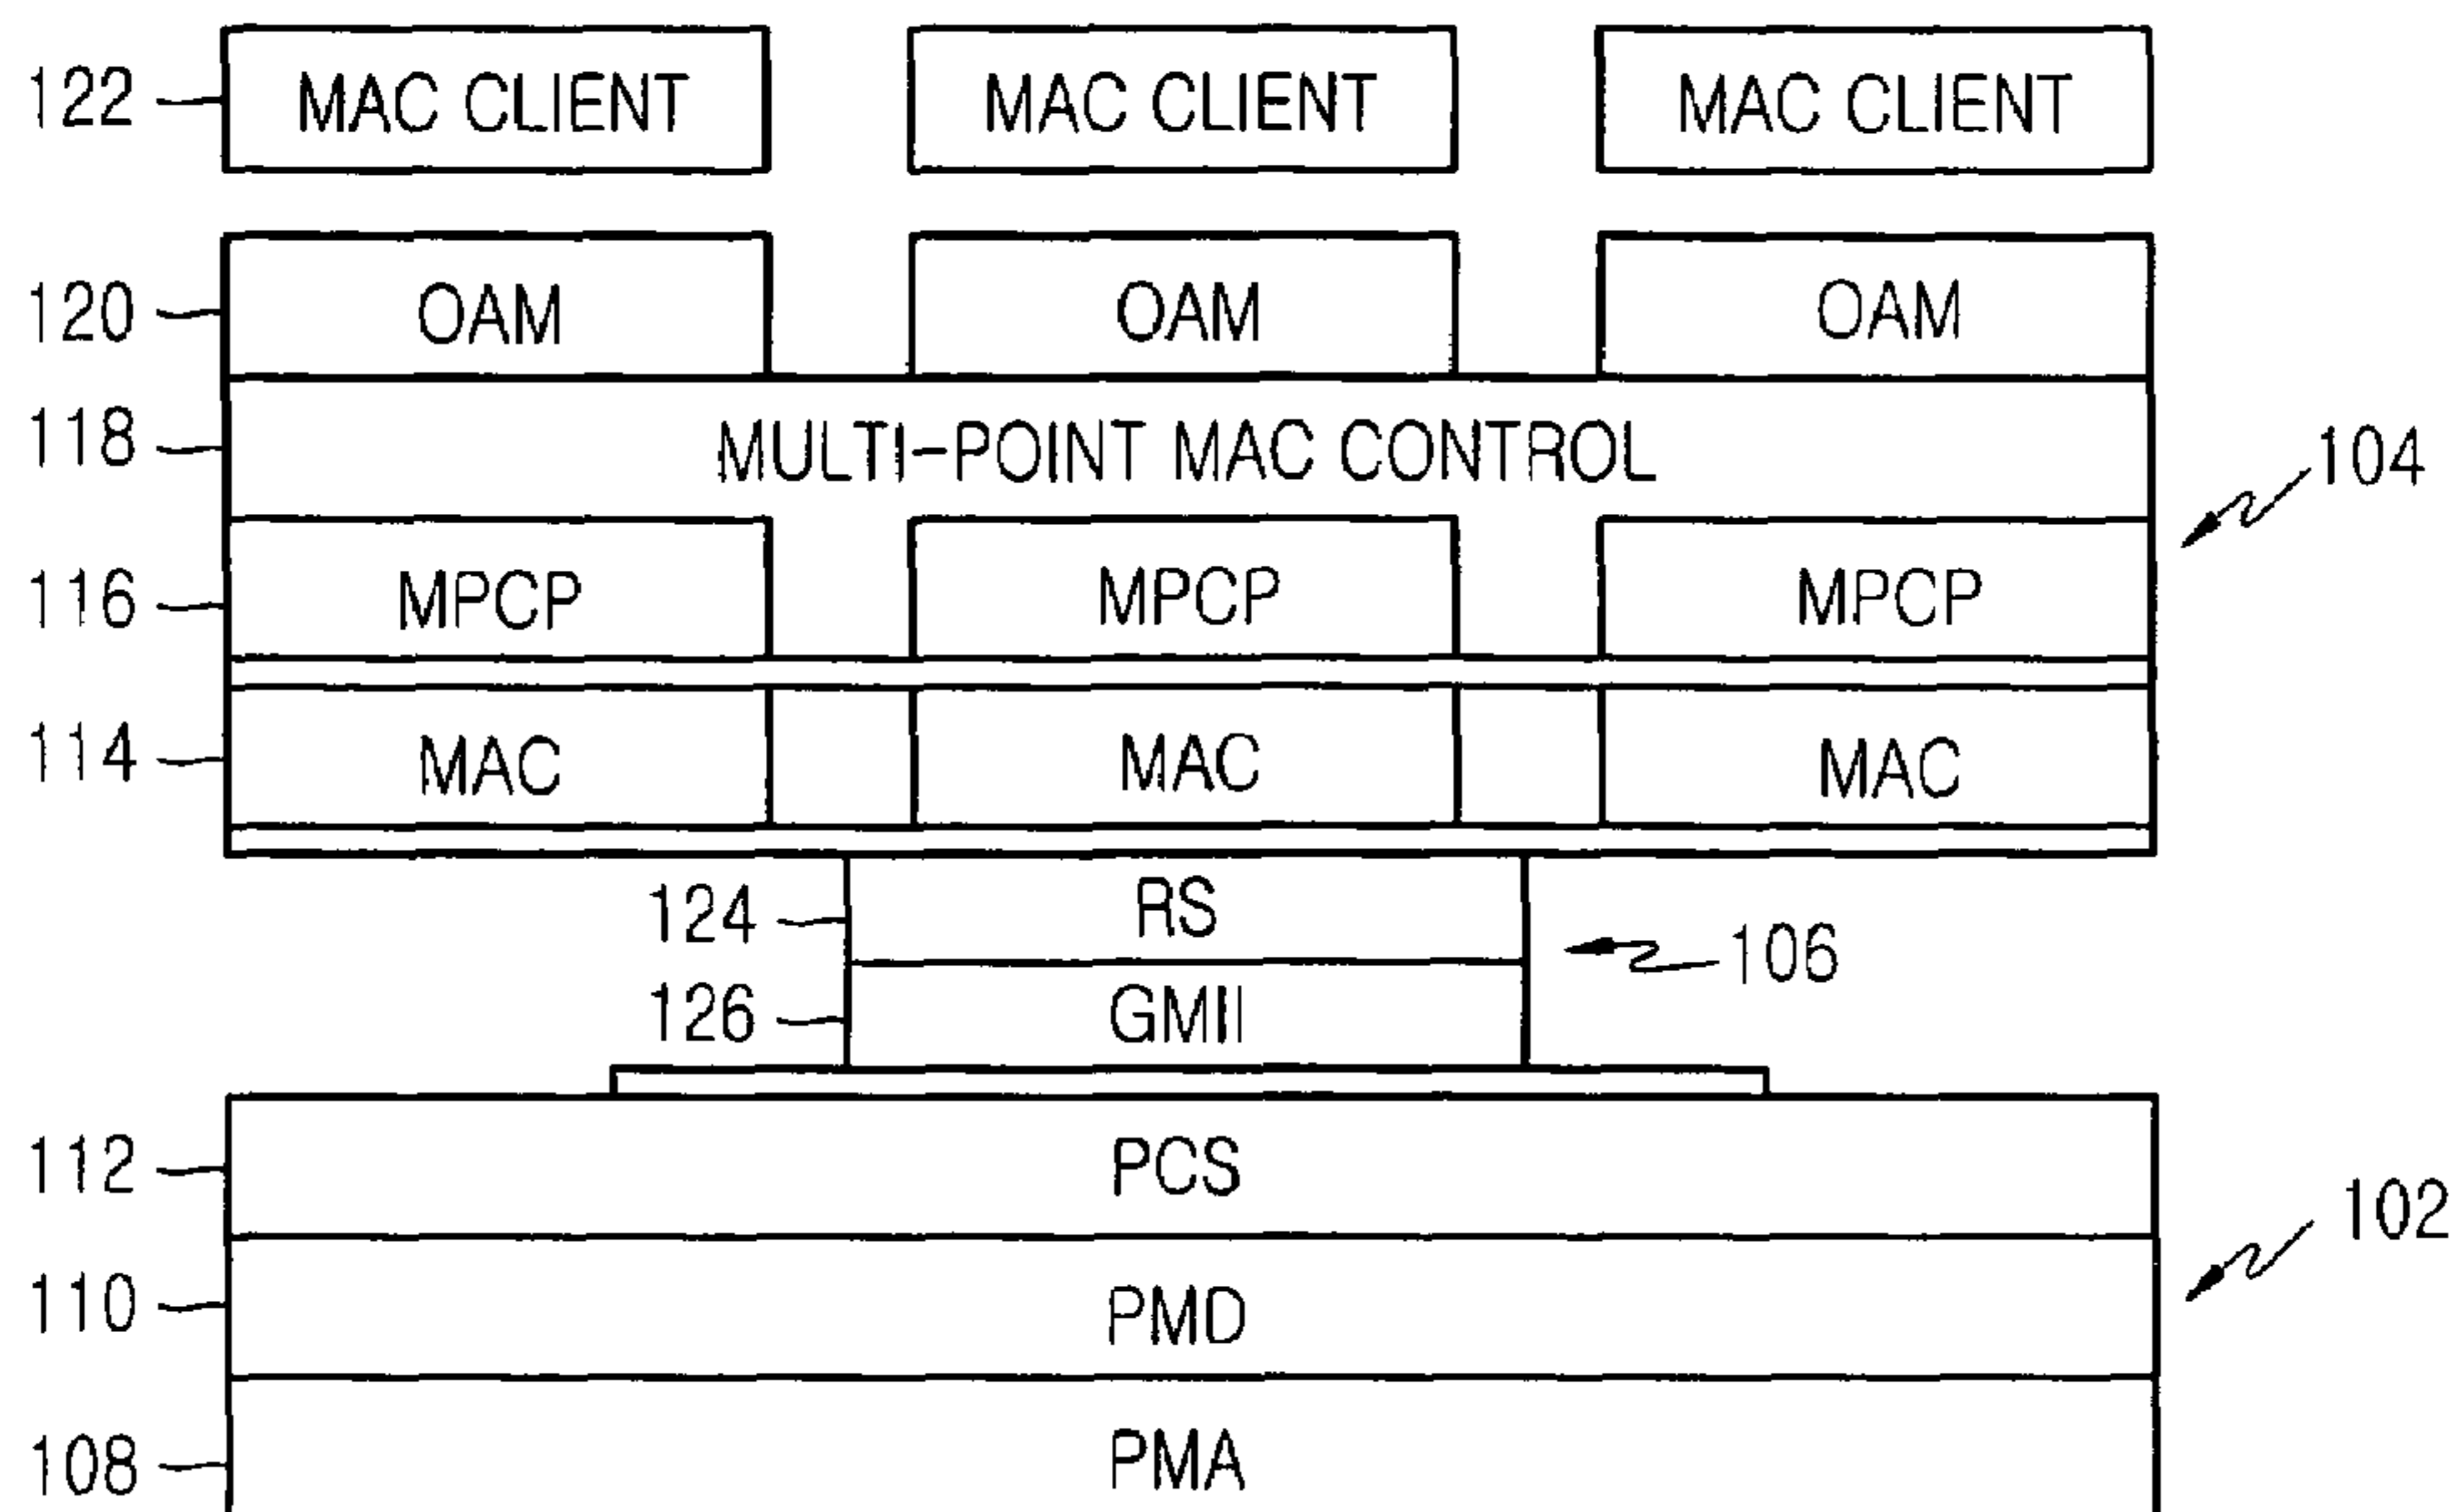 122 MAC CLIENT MAC CLIENT MAC CLIENT
120 OAM OAM OAM
118 MULTI-POINT MAC CONTROL
104
116 MPCP MPCP MPCP
114 MAC MAC MAC
124 RS
106
126 GMII
112 PCS
102
110 PMD
108 PMA